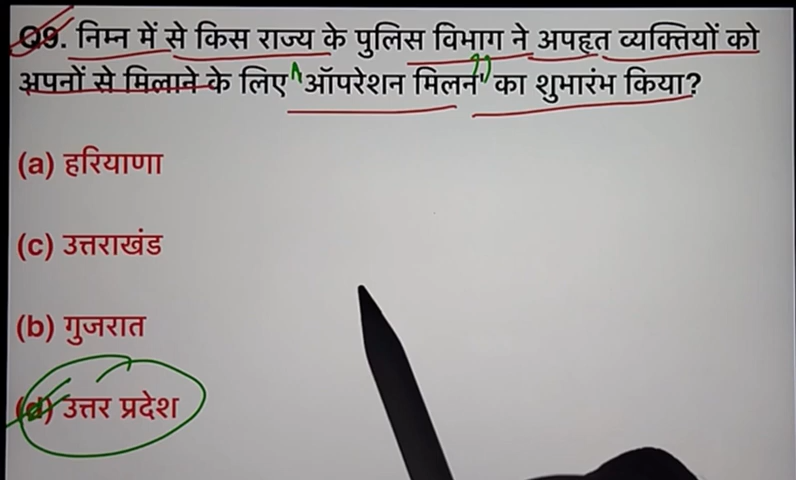 Q9. निम्न में से किस राज्य के पुलिस विभाग ने अपहृत व्यक्तियों को
अपनों से मिलाने के लिए "ऑपरेशन मिलन" का शुभारंभ किया?
(a) हरियाणा
(c) उत्तराखंड
(b) गुजरात
(d) उत्तर प्रदेश